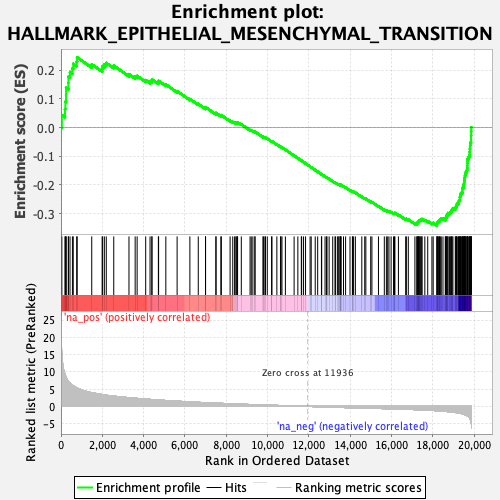 Enrichment plot:
HALLMARK_EPITHELIAL_MESENCHYMAL_TRANSITION
Enrichment score (ES)
0.2
0.1
0.0
-0.1
-0.2
-0.3
'na_pos' (positively correlated)
Ranked list metric (PreRanked)
25
20
15
10
5
0
-5
Zero cross at 11936
'na_neg' (negatively correlated)
0
2,000
4,000
6,000
8,000
10,000
12,000
14,000
16,000
18,000
20,000
Rank in Ordered Dataset
Enrichment profile
Hits
Ranking metric scores